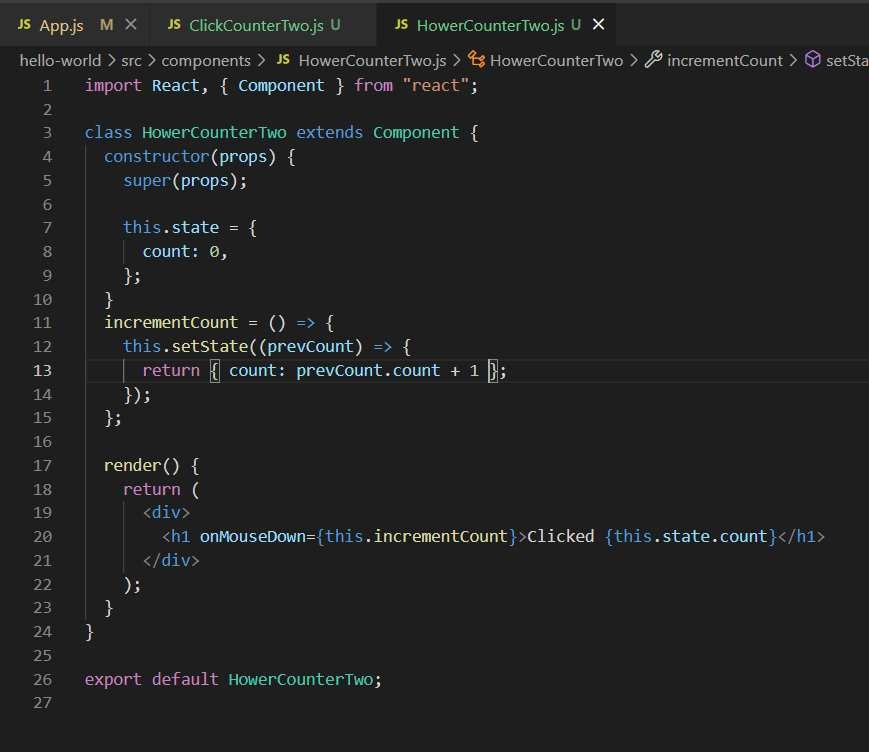 JS App.js M JS ClickCounterTwo.js U JS HowerCounterTwo.js U
hello-world > src > components > JS HowerCounterTwo.js > HowerCounterTwo > incrementCount > setSta
1 import React, { Component } from "react";
2
3 class HowerCounterTwo extends Component {
4 constructor(props) {
5 super(props);
6
7 this.state = {
8 count: 0,
9 };
10 }
11 incrementCount = () => {
12 this.setState((prevCount) => {
13 return { count: prevCount.count + 1 };
14 });
15 };
16
17 render() {
18 return (
19 <div>
20 <h1 onMouseDown={this.incrementCount}>Clicked {this.state.count}</h1>
21 </div>
22 );
23 }
24 }
25
26 export default HowerCounterTwo;
27